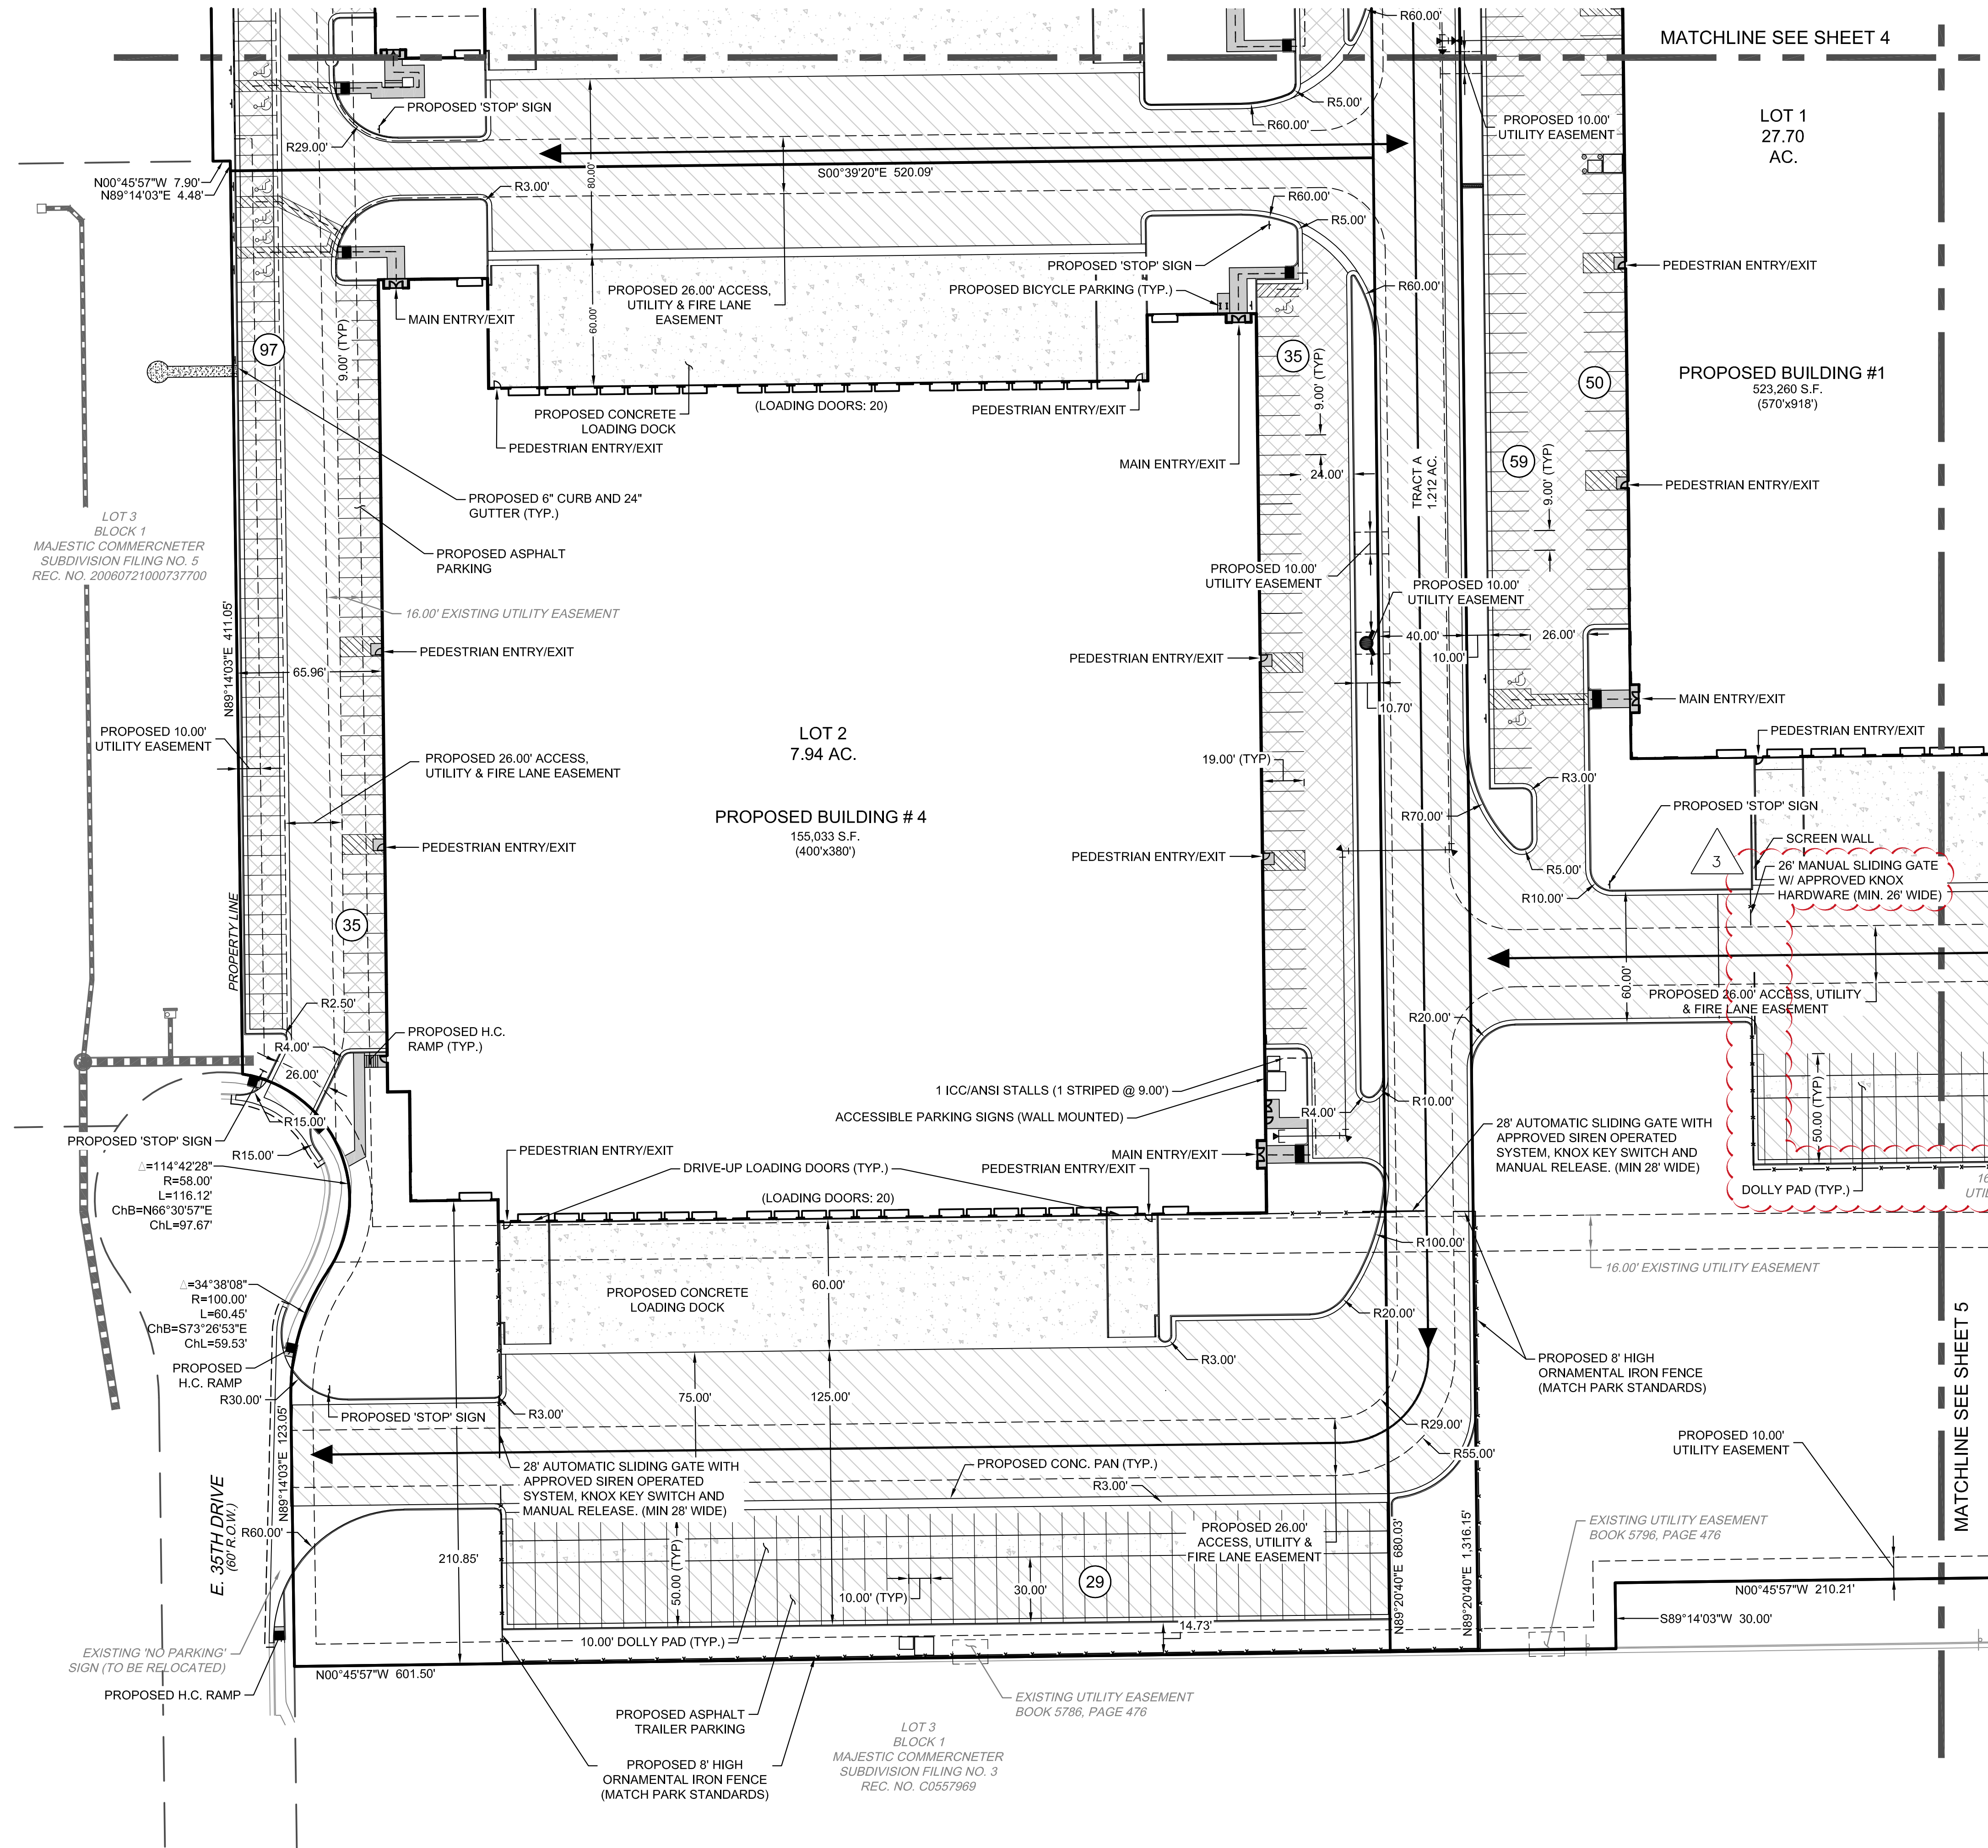 R60.00'
MATCHLINE SEE SHEET 4
PROPOSED 'STOP' SIGN
R5.00'
R60.00'
PROPOSED 10.00'
UTILITY EASEMENT
LOT 1
27.70
AC.
R29.00'
N00°45'57"W 7.90'
N89°14'03"E 4.48'
R3.00'
80.00'
S00°39'20"E 520.09'
R60.00'
R5.00'
PROPOSED 'STOP' SIGN
PROPOSED BICYCLE PARKING (TYP.)
R60.00'
PEDESTRIAN ENTRY/EXIT
MAIN ENTRY/EXIT
PROPOSED 26.00' ACCESS,
UTILITY & FIRE LANE
EASEMENT
60.00'
97
9.00' (TYP)
35
9.00' (TYP)
50
PROPOSED BUILDING #1
523,260 S.F.
(570'x918')
PROPOSED CONCRETE
LOADING DOCK
(LOADING DOORS: 20)
PEDESTRIAN ENTRY/EXIT
PEDESTRIAN ENTRY/EXIT
MAIN ENTRY/EXIT
24.00'
TRACT A
1.212 AC.
59
9.00' (TYP)
PEDESTRIAN ENTRY/EXIT
PROPOSED 6" CURB AND 24"
GUTTER (TYP.)
LOT 3
BLOCK 1
MAJESTIC COMMERCNETER
SUBDIVISION FILING NO. 5
REC. NO. 20060721000737700
PROPOSED ASPHALT
PARKING
16.00' EXISTING UTILITY EASEMENT
PROPOSED 10.00'
UTILITY EASEMENT
PROPOSED 10.00'
UTILITY EASEMENT
40.00'
10.00'
26.00'
N89°14'03"E 411.05'
PEDESTRIAN ENTRY/EXIT
65.96'
PEDESTRIAN ENTRY/EXIT
10.70'
MAIN ENTRY/EXIT
PEDESTRIAN ENTRY/EXIT
PROPOSED 10.00'
UTILITY EASEMENT
PROPOSED 26.00' ACCESS,
UTILITY & FIRE LANE EASEMENT
LOT 2
7.94 AC.
19.00' (TYP)
R3.00'
PROPOSED BUILDING # 4
155,033 S.F.
(400'x380')
R70.00'
PROPOSED 'STOP' SIGN
PEDESTRIAN ENTRY/EXIT
PEDESTRIAN ENTRY/EXIT
R5.00'
R10.00'
3
SCREEN WALL
26' MANUAL SLIDING GATE
W/ APPROVED KNOX
HARDWARE (MIN. 26' WIDE)
PROPERTY LINE
35
60.00'
PROPOSED 26.00' ACCESS, UTILITY
& FIRE LANE EASEMENT
R20.00'
R2.50'
R4.00'
26.00'
PROPOSED H.C.
RAMP (TYP.)
1 ICC/ANSI STALLS (1 STRIPED @ 9.00')
ACCESSIBLE PARKING SIGNS (WALL MOUNTED)
R4.00'
R10.00'
50.00 (TYP)
PROPOSED 'STOP' SIGN
R15.00'
R15.00'
28' AUTOMATIC SLIDING GATE WITH
APPROVED SIREN OPERATED
SYSTEM, KNOX KEY SWITCH AND
MANUAL RELEASE. (MIN 28' WIDE)
PEDESTRIAN ENTRY/EXIT
DRIVE-UP LOADING DOORS (TYP.)
PEDESTRIAN ENTRY/EXIT
MAIN ENTRY/EXIT
(LOADING DOORS: 20)
DOLLY PAD (TYP.)
16
UTIL
△=114°42'28"
R=58.00'
L=116.12'
ChB=N66°30'57"E
ChL=97.67'
R100.00'
16.00' EXISTING UTILITY EASEMENT
PROPOSED CONCRETE
LOADING DOCK
60.00'
△=34°38'08"
R=100.00'
L=60.45'
ChB=S73°26'53"E
ChL=59.53'
R20.00'
R3.00'
PROPOSED
H.C. RAMP
R30.00'
PROPOSED 'STOP' SIGN
R3.00'
75.00'
125.00'
R29.00'
R55.00'
PROPOSED 8' HIGH
ORNAMENTAL IRON FENCE
(MATCH PARK STANDARDS)
MATCHLINE SEE SHEET 5
N89°14'03"E 123.05'
28' AUTOMATIC SLIDING GATE WITH
APPROVED SIREN OPERATED
SYSTEM, KNOX KEY SWITCH AND
MANUAL RELEASE. (MIN 28' WIDE)
PROPOSED CONC. PAN (TYP.)
R3.00'
PROPOSED 10.00'
UTILITY EASEMENT
E. 35TH DRIVE
(60' R.O.W.)
R60.00'
210.85'
50.00 (TYP)
10.00' (TYP)
30.00'
29
PROPOSED 26.00'
ACCESS, UTILITY &
FIRE LANE EASEMENT
N89°20'40"E 680.03'
N89°20'40"E 1,316.15'
EXISTING UTILITY EASEMENT
BOOK 5796, PAGE 476
N00°45'57"W 210.21'
S89°14'03"W 30.00'
14.73'
10.00' DOLLY PAD (TYP.)
EXISTING 'NO PARKING'
SIGN (TO BE RELOCATED)
N00°45'57"W 601.50'
PROPOSED H.C. RAMP
PROPOSED ASPHALT
TRAILER PARKING
EXISTING UTILITY EASEMENT
BOOK 5786, PAGE 476
LOT 3
BLOCK 1
MAJESTIC COMMERCNETER
SUBDIVISION FILING NO. 3
REC. NO. C0557969
PROPOSED 8' HIGH
ORNAMENTAL IRON FENCE
(MATCH PARK STANDARDS)